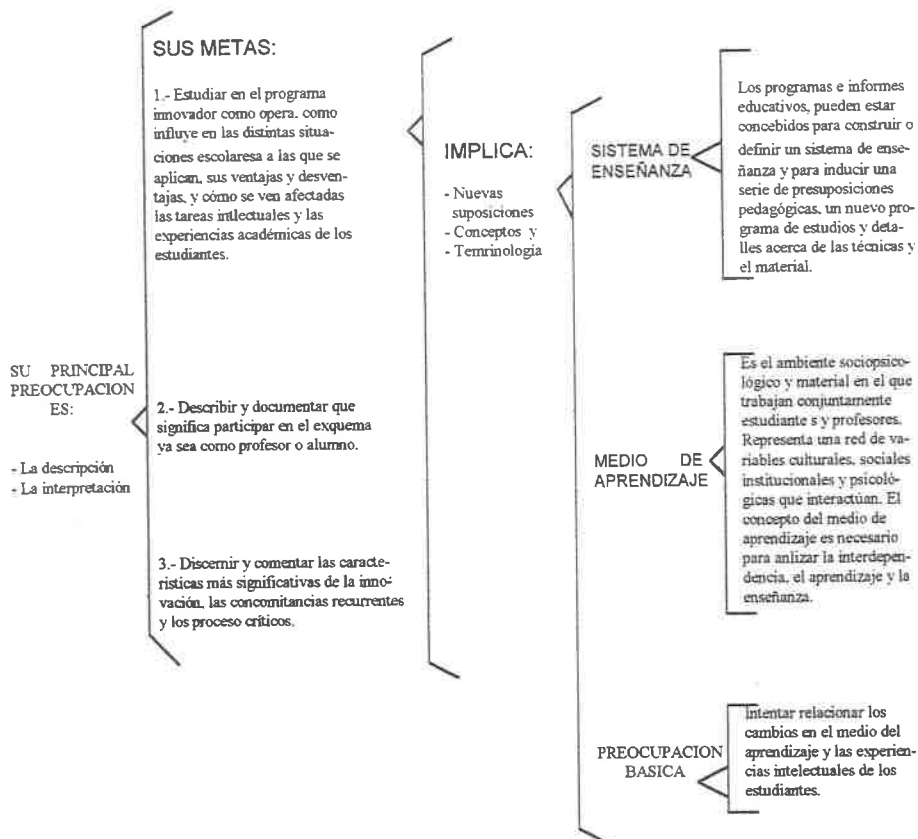 SU PRINCIPAL
PREOCUPACION
ES:
- La descripción
- La interpretación
SUS METAS:
1.- Estudiar en el programa
innovador como opera. como
influye en las distintas situa-
ciones escolaresa a las que se
aplican, sus ventajas y desven-
tajas, y cómo se ven afectadas
las tareas intlectuales y las
experiencias académicas de los
estudiantes.
2.- Describir y documentar que
significa participar en el exquema
ya sea como profesor o alumno.
3.- Discernir y comentar las caracte-
rísticas más significativas de la inno-
vación, las concomitancias recurrentes
y los proceso críticos.
IMPLICA:
- Nuevas
suposiciones
- Conceptos y
- Temrinología
SISTEMA DE
ENSEÑANZA
Los programas e informes
educativos, pueden estar
concebidos para construir o
definir un sistema de ense-
ñanza y para inducir una
serie de presuposiciones
pedagógicas. un nuevo pro-
grama de estudios y deta-
lles acerca de las técnicas y
el material.
MEDIO DE
APRENDIZAJE
Es el ambiente sociopsico-
lógico y material en el que
trabajan conjuntamente
estudiante s y profesores.
Representa una red de va-
riables culturales, sociales
institucionales y psicoló-
gicas que interactúan. El
concepto del medio de
aprendizaje es necesario
para anlizar la interdepen-
dencia, el aprendizaje y la
enseñanza.
PREOCUPACION
BASICA
Intentar relacionar los
cambios en el medio del
aprendizaje y las experien-
cias intelectuales de los
estudiantes.